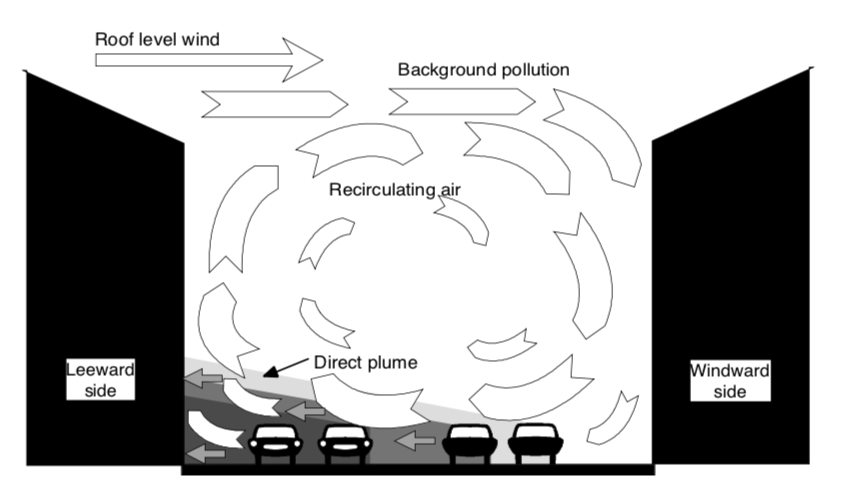 Roof level wind
Background pollution
Recirculating air
Direct plume
Leeward
side
Windward
side